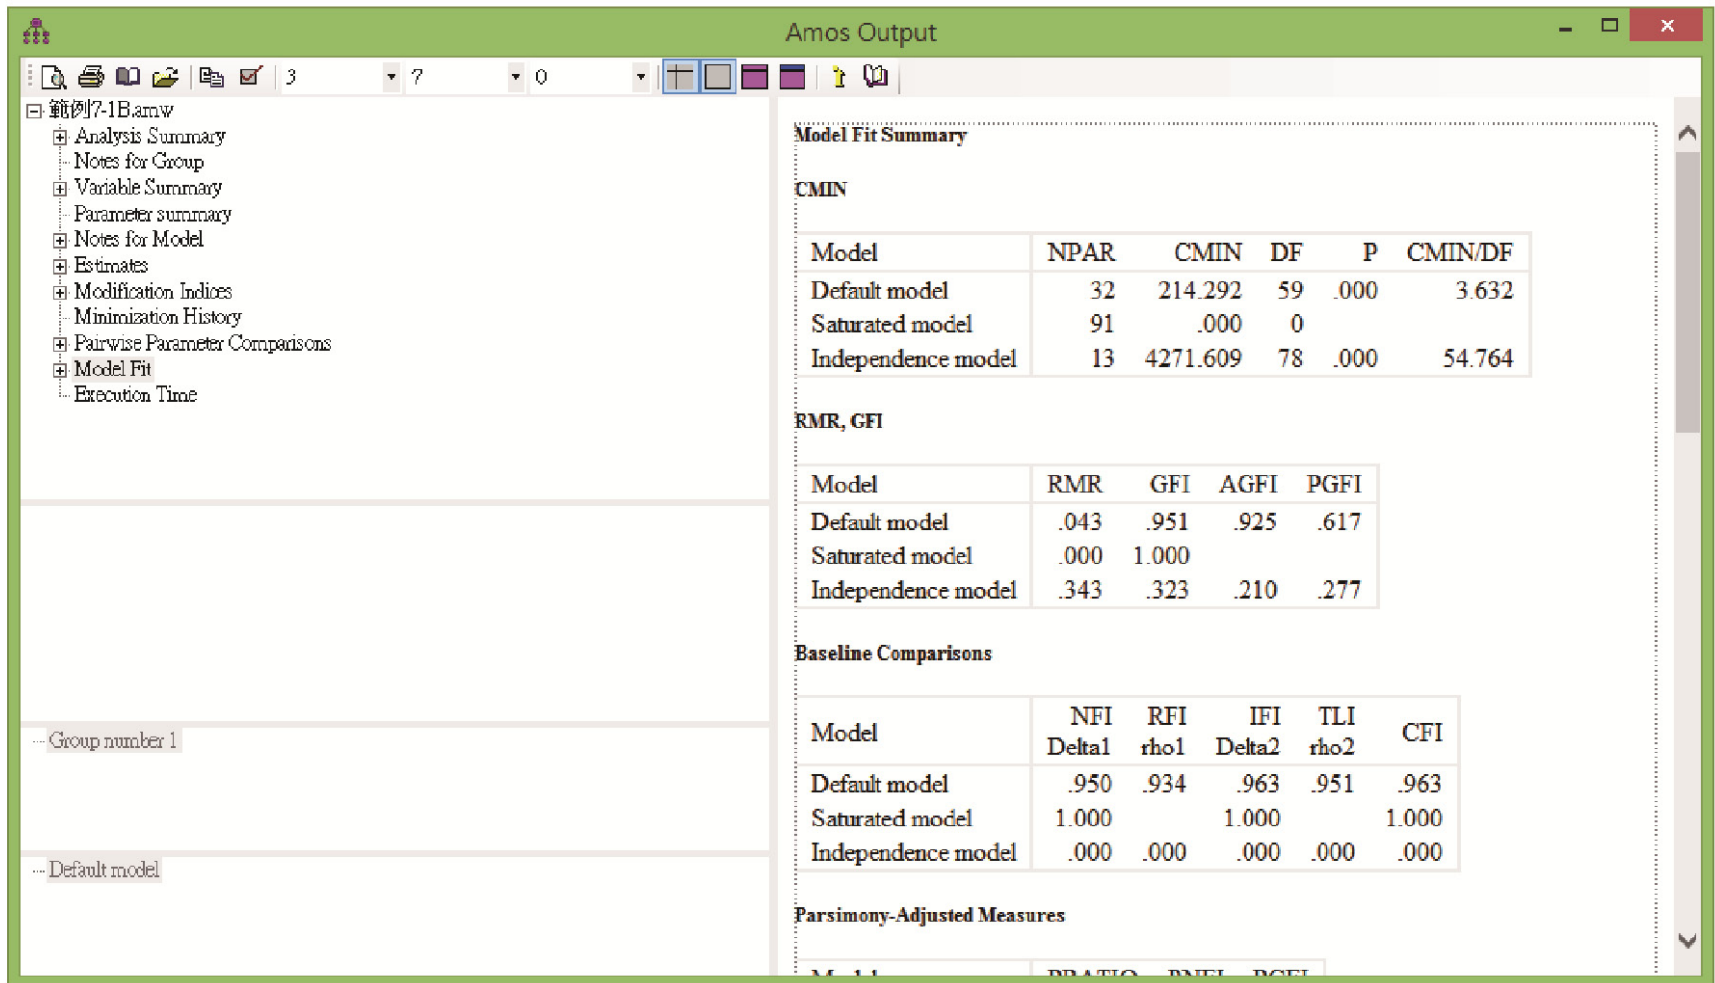 Amos Output
3 7 0
範例7-1B.amw
Analysis Summary
Notes for Group
Variable Summary
Parameter summary
Notes for Model
Estimates
Modification Indices
Minimization History
Pairwise Parameter Comparisons
Model Fit
Execution Time
Group number 1
Default model
Model Fit Summary
CMIN
Model NPAR CMIN DF P CMIN/DF
Default model 32 214.292 59 .000 3.632
Saturated model 91 .000 0
Independence model 13 4271.609 78 .000 54.764
RMR, GFI
Model RMR GFI AGFI PGFI
Default model .043 .951 .925 .617
Saturated model .000 1.000
Independence model .343 .323 .210 .277
Baseline Comparisons
Model NFI Delta1 RFI rho1 IFI Delta2 TLI rho2 CFI
Default model .950 .934 .963 .951 .963
Saturated model 1.000 1.000 1.000
Independence model .000 .000 .000 .000 .000
Parsimony-Adjusted Measures